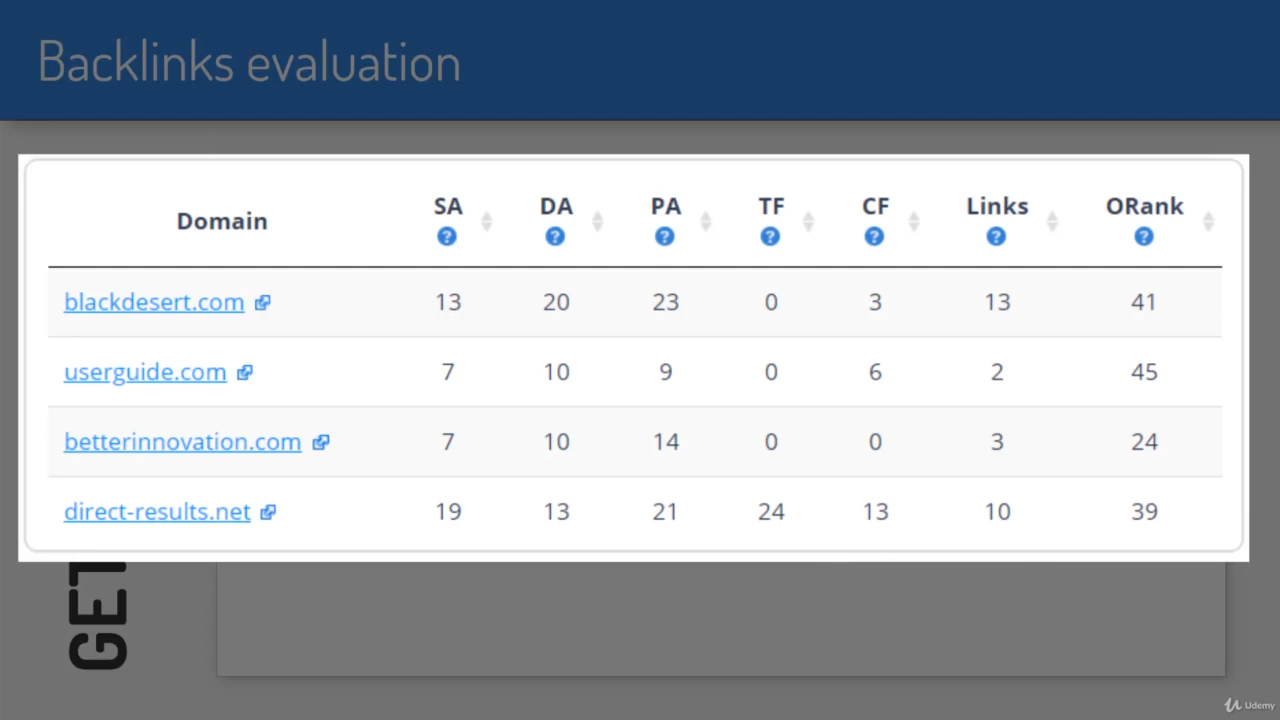 Backlinks evaluation
Domain SA DA PA TF CF Links ORank
? ? ? ? ? ? ?
blackdesert.com 13 20 23 0 3 13 41
userguide.com 7 10 9 0 6 2 45
betterinnovation.com 7 10 14 0 0 3 24
direct-results.net 19 13 21 24 13 10 39
GET
Udemy